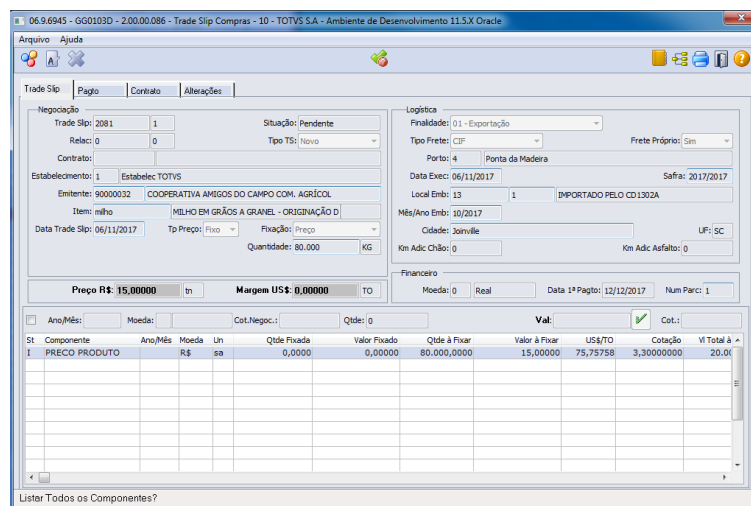 06.9.6945 - GG0103D - 2.00.00.086 - Trade Slip Compras - 10 - TOTVS S.A - Ambiente de Desenvolvimento 11.5.X Oracle
Arquivo Ajuda
Trade Slip Pagto Contrato Alterações
Negociação
Trade Slip: 2081 1 Situação: Pendente
Relac: 0 0 Tipo TS: Novo
Contrato:
Estabelecimento: 1 Estabelec TOTVS
Emitente: 90000032 COOPERATIVA AMIGOS DO CAMPO COM. AGRÍCOL
Item: milho MILHO EM GRÃOS A GRANEL - ORIGINAÇÃO D
Data Trade Slip: 06/11/2017 Tp Preço: Fixo Fixação: Preço
Quantidade: 80.000 KG
Preço R$: 15,00000 tn Margem US$: 0,00000 TO
Logística
Finalidade: 01 - Exportação
Tipo Frete: CIF Frete Próprio: Sim
Porto: 4 Ponta da Madeira
Data Exec: 06/11/2017 Safra: 2017/2017
Local Emb: 13 1 IMPORTADO PELO CD1302A
Mês/Ano Emb: 10/2017
Cidade: Joinville UF: SC
Km Adic Chão: 0 Km Adic Asfalto: 0
Financeiro
Moeda: 0 Real Data 1ª Pagto: 12/12/2017 Num Parc: 1
Ano/Mês: Moeda: Cot.Negoc.: Qtde: 0 Val: Cot.:
St Componente Ano/Mês Moeda Un Qtde Fixada Valor Fixado Qtde à Fixar Valor à Fixar US$/TO Cotação Vl Total à
I PRECO PRODUTO R$ sa 0,0000 0,00000 80.000,0000 15,00000 75,75758 3,30000000 20.00
Lister Todos os Componentes?